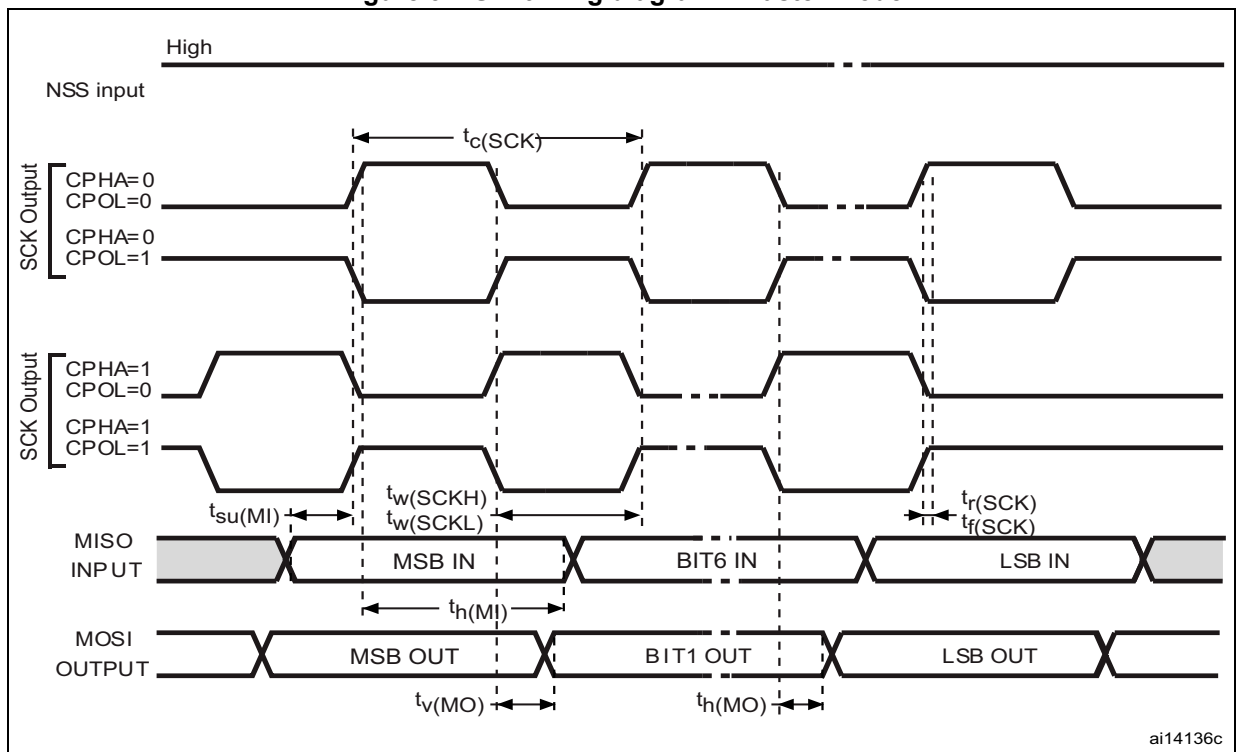 High
NSS input
tc(SCK)
SCK Output
CPHA=0
CPOL=0
CPHA=0
CPOL=1
SCK Output
CPHA=1
CPOL=0
CPHA=1
CPOL=1
tsu(MI)
tw(SCKH)
tw(SCKL)
tr(SCK)
tf(SCK)
MISO
INPUT
MSB IN
BIT6 IN
LSB IN
th(MI)
MOSI
OUTPUT
MSB OUT
BIT1 OUT
LSB OUT
tv(MO)
th(MO)
ai14136c